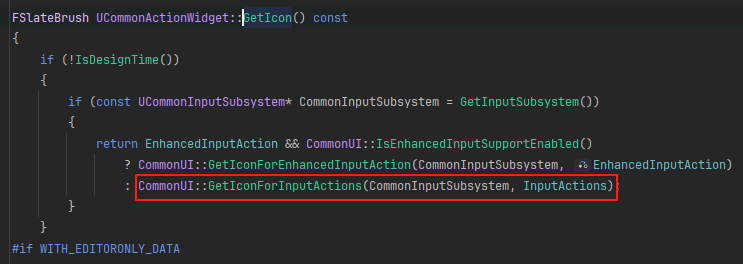 FSlateBrush UCommonActionWidget::GetIcon() const
{
if (!IsDesignTime())
{
if (const UCommonInputSubsystem* CommonInputSubsystem = GetInputSubsystem())
{
return EnhancedInputAction && CommonUI::IsEnhancedInputSupportEnabled()
? CommonUI::GetIconForEnhancedInputAction(CommonInputSubsystem, EnhancedInputAction)
: CommonUI::GetIconForInputActions(CommonInputSubsystem, InputActions);
}
}
#if WITH_EDITORONLY_DATA